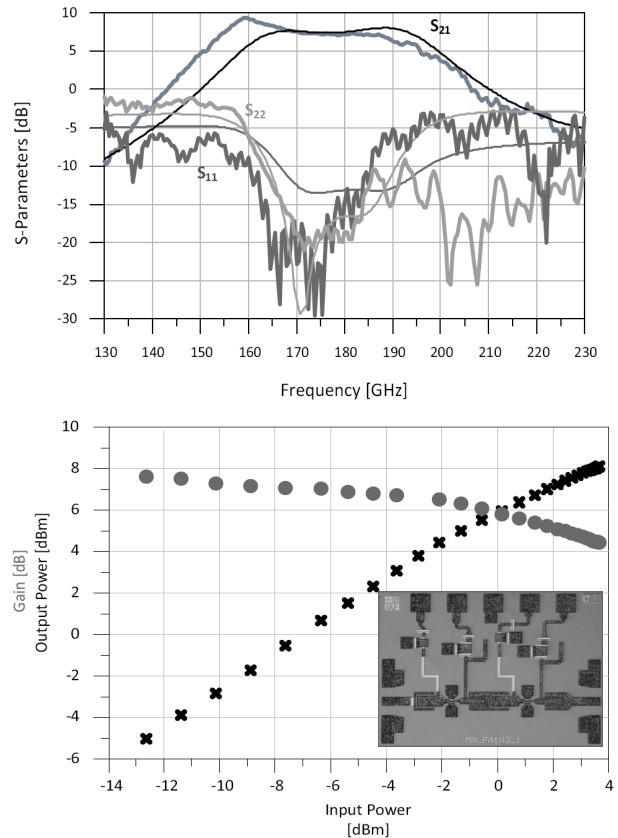 S-Parameters [dB]
10
5
0
-5
-10
-15
-20
-25
-30
S21
S22
S11
130 140 150 160 170 180 190 200 210 220 230
Frequency [GHz]
Gain [dB]
Output Power [dBm]
10
8
6
4
2
0
-2
-4
-6
IAF
MA_PA1H3_1
-14 -12 -10 -8 -6 -4 -2 0 2 4
Input Power
[dBm]